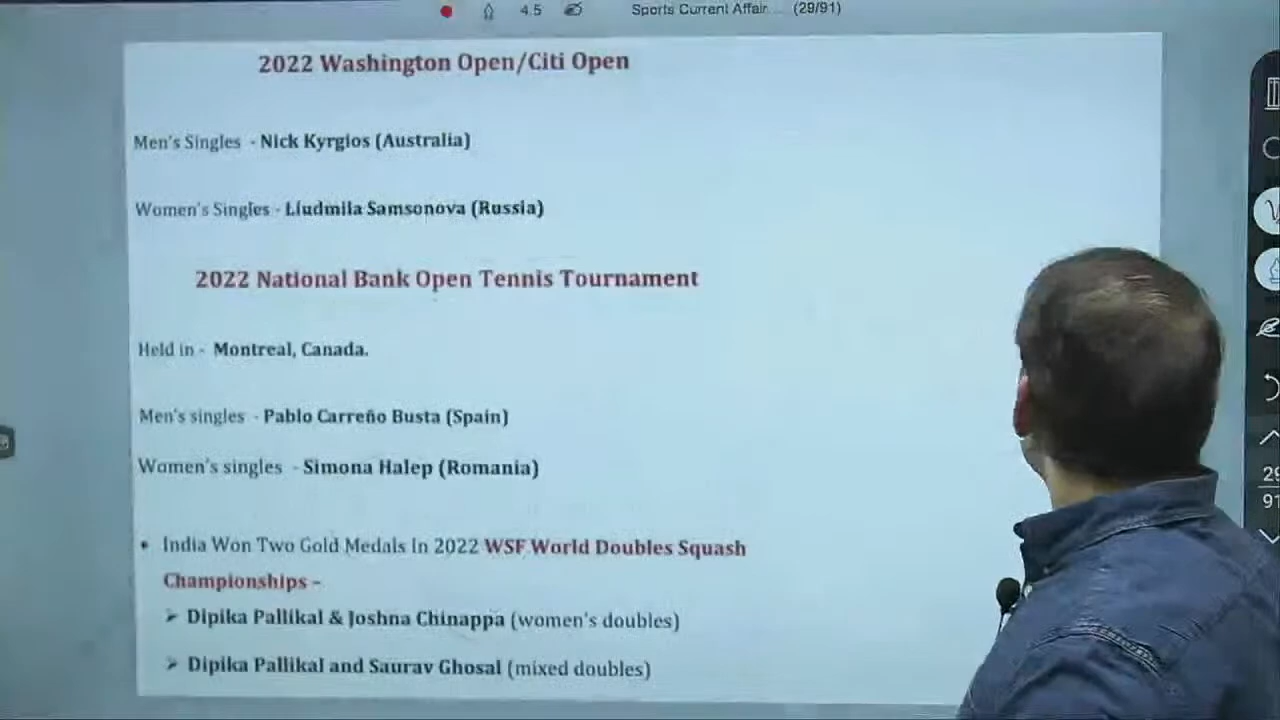 4.5 Sports Current Affair... (29/91)
2022 Washington Open/Citi Open
Men's Singles - Nick Kyrgios (Australia)
Women's Singles - Liudmila Samsonova (Russia)
2022 National Bank Open Tennis Tournament
Held in - Montreal, Canada.
Men's singles - Pablo Carreño Busta (Spain)
Women's singles - Simona Halep (Romania)
• India Won Two Gold Medals In 2022 WSF World Doubles Squash
Championships –
➢ Dipika Pallikal & Joshna Chinappa (women's doubles)
➢ Dipika Pallikal and Saurav Ghosal (mixed doubles)
29
91